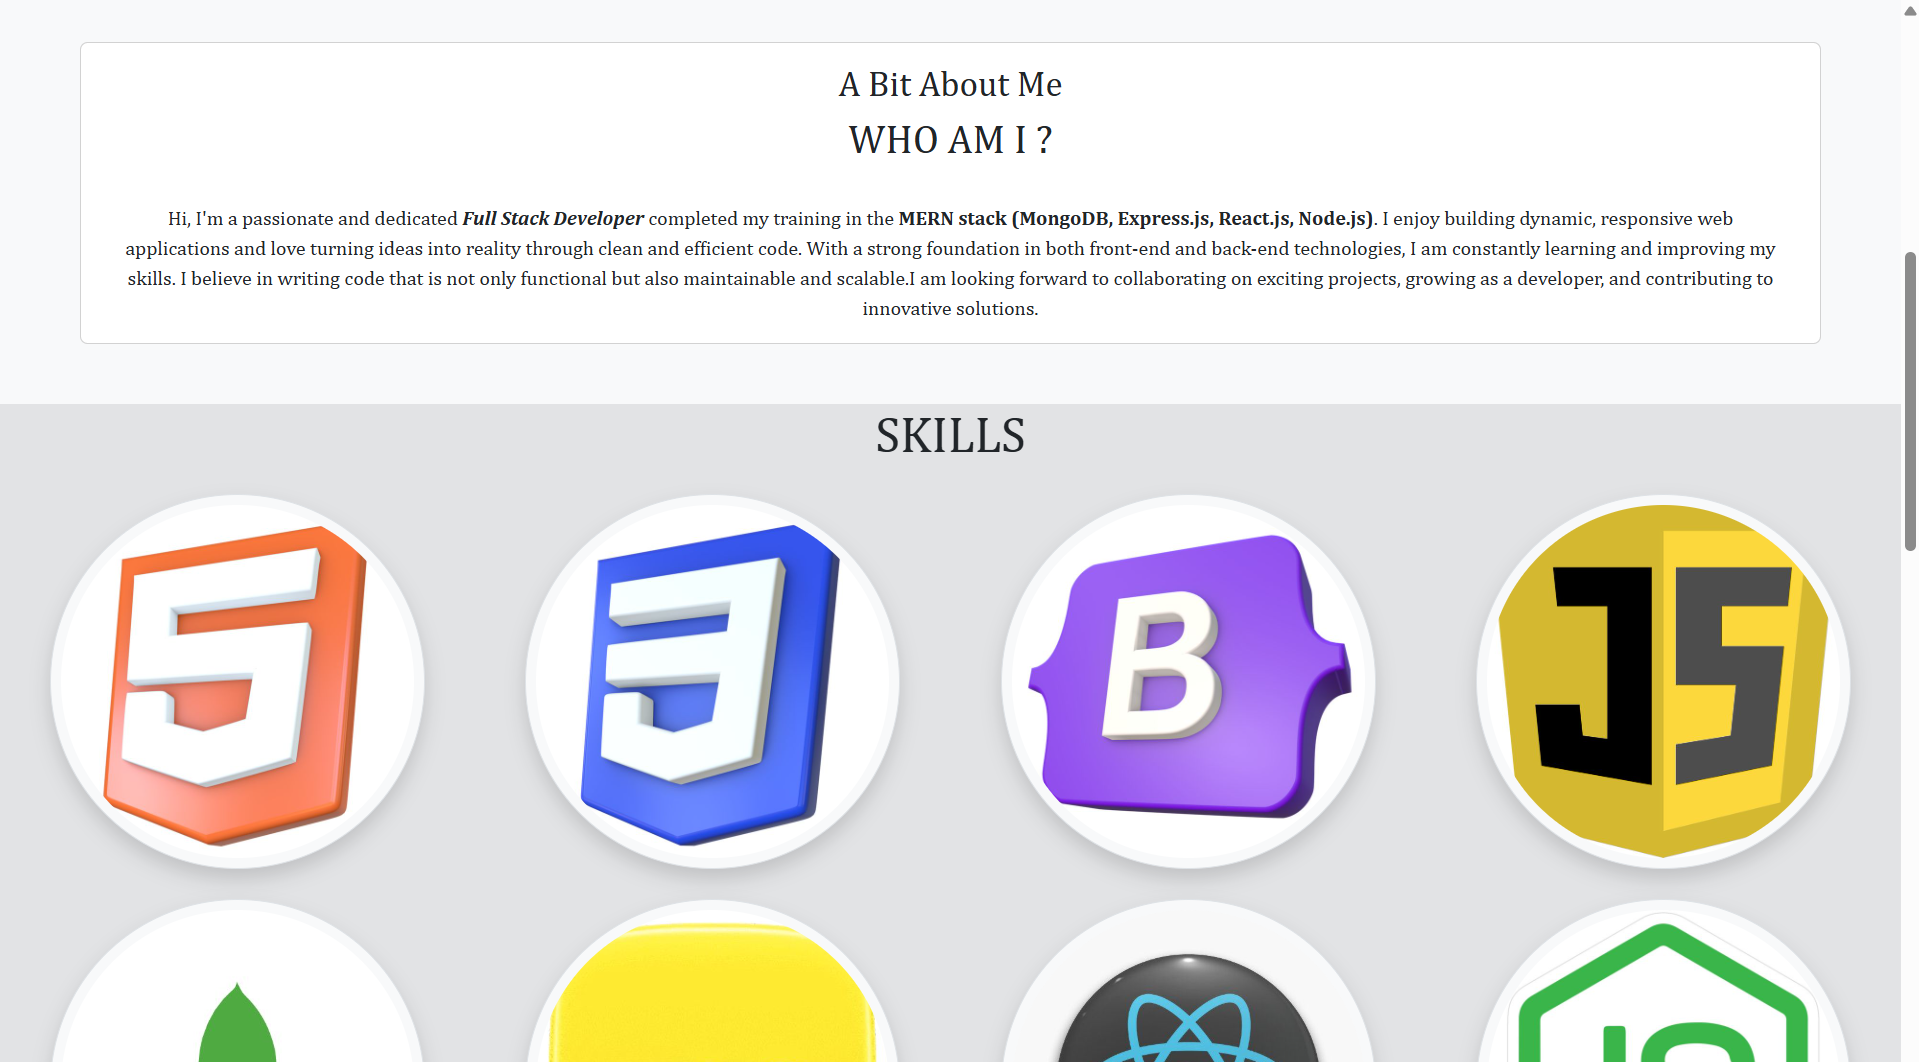 A Bit About Me
WHO AM I ?
Hi, I'm a passionate and dedicated Full Stack Developer completed my training in the MERN stack (MongoDB, Express.js, React.js, Node.js). I enjoy building dynamic, responsive web
applications and love turning ideas into reality through clean and efficient code. With a strong foundation in both front-end and back-end technologies, I am constantly learning and improving my
skills. I believe in writing code that is not only functional but also maintainable and scalable.I am looking forward to collaborating on exciting projects, growing as a developer, and contributing to
innovative solutions.
SKILLS
5
3
B
JS